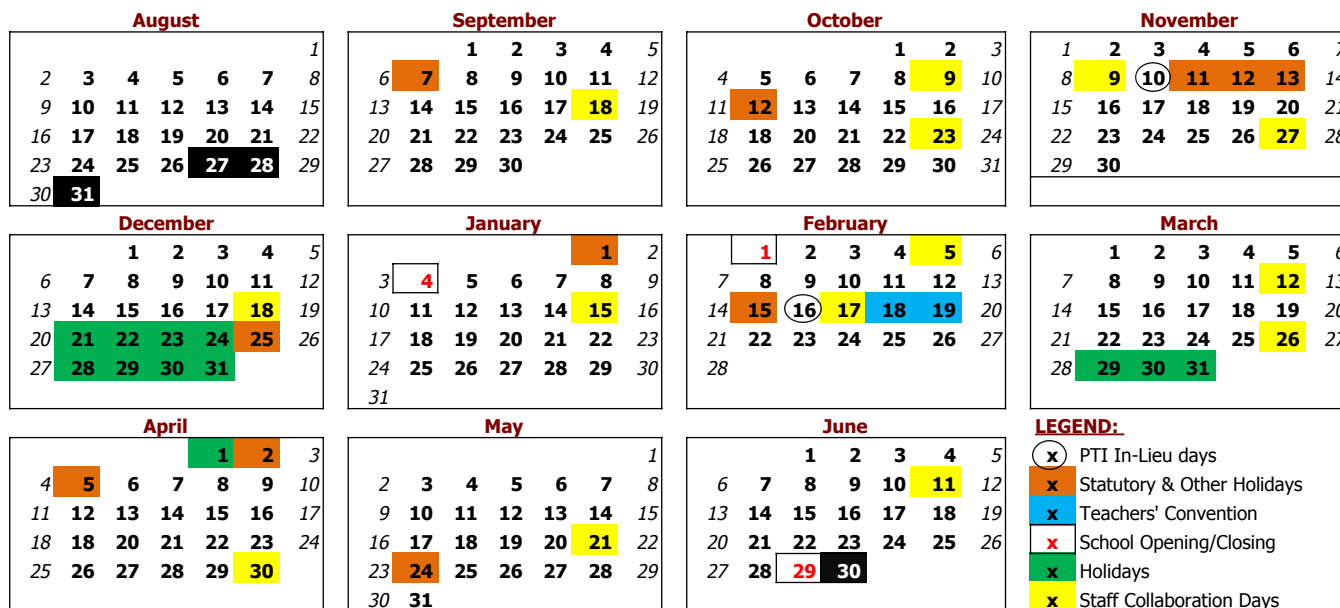 August
1
2 3 4 5 6 7 8
9 10 11 12 13 14 15
16 17 18 19 20 21 22
23 24 25 26 27 28 29
30 31
September
1 2 3 4 5
6 7 8 9 10 11 12
13 14 15 16 17 18 19
20 21 22 23 24 25 26
27 28 29 30
October
1 2 3
4 5 6 7 8 9 10
11 12 13 14 15 16 17
18 19 20 21 22 23 24
25 26 27 28 29 30 31
November
1 2 3 4 5 6 7
8 9 10 11 12 13 14
15 16 17 18 19 20 21
22 23 24 25 26 27 28
29 30
December
1 2 3 4 5
6 7 8 9 10 11 12
13 14 15 16 17 18 19
20 21 22 23 24 25 26
27 28 29 30 31
January
1 2
3 4 5 6 7 8 9
10 11 12 13 14 15 16
17 18 19 20 21 22 23
24 25 26 27 28 29 30
31
February
1 2 3 4 5 6
7 8 9 10 11 12 13
14 15 16 17 18 19 20
21 22 23 24 25 26 27
28
March
1 2 3 4 5 6
7 8 9 10 11 12 13
14 15 16 17 18 19 20
21 22 23 24 25 26 27
28 29 30 31
April
1 2 3
4 5 6 7 8 9 10
11 12 13 14 15 16 17
18 19 20 21 22 23 24
25 26 27 28 29 30
May
1
2 3 4 5 6 7 8
9 10 11 12 13 14 15
16 17 18 19 20 21 22
23 24 25 26 27 28 29
30 31
June
1 2 3 4 5
6 7 8 9 10 11 12
13 14 15 16 17 18 19
20 21 22 23 24 25 26
27 28 29 30
LEGEND:
x PTI In-Lieu days
x Statutory & Other Holidays
x Teachers' Convention
x School Opening/Closing
x Holidays
x Staff Collaboration Days